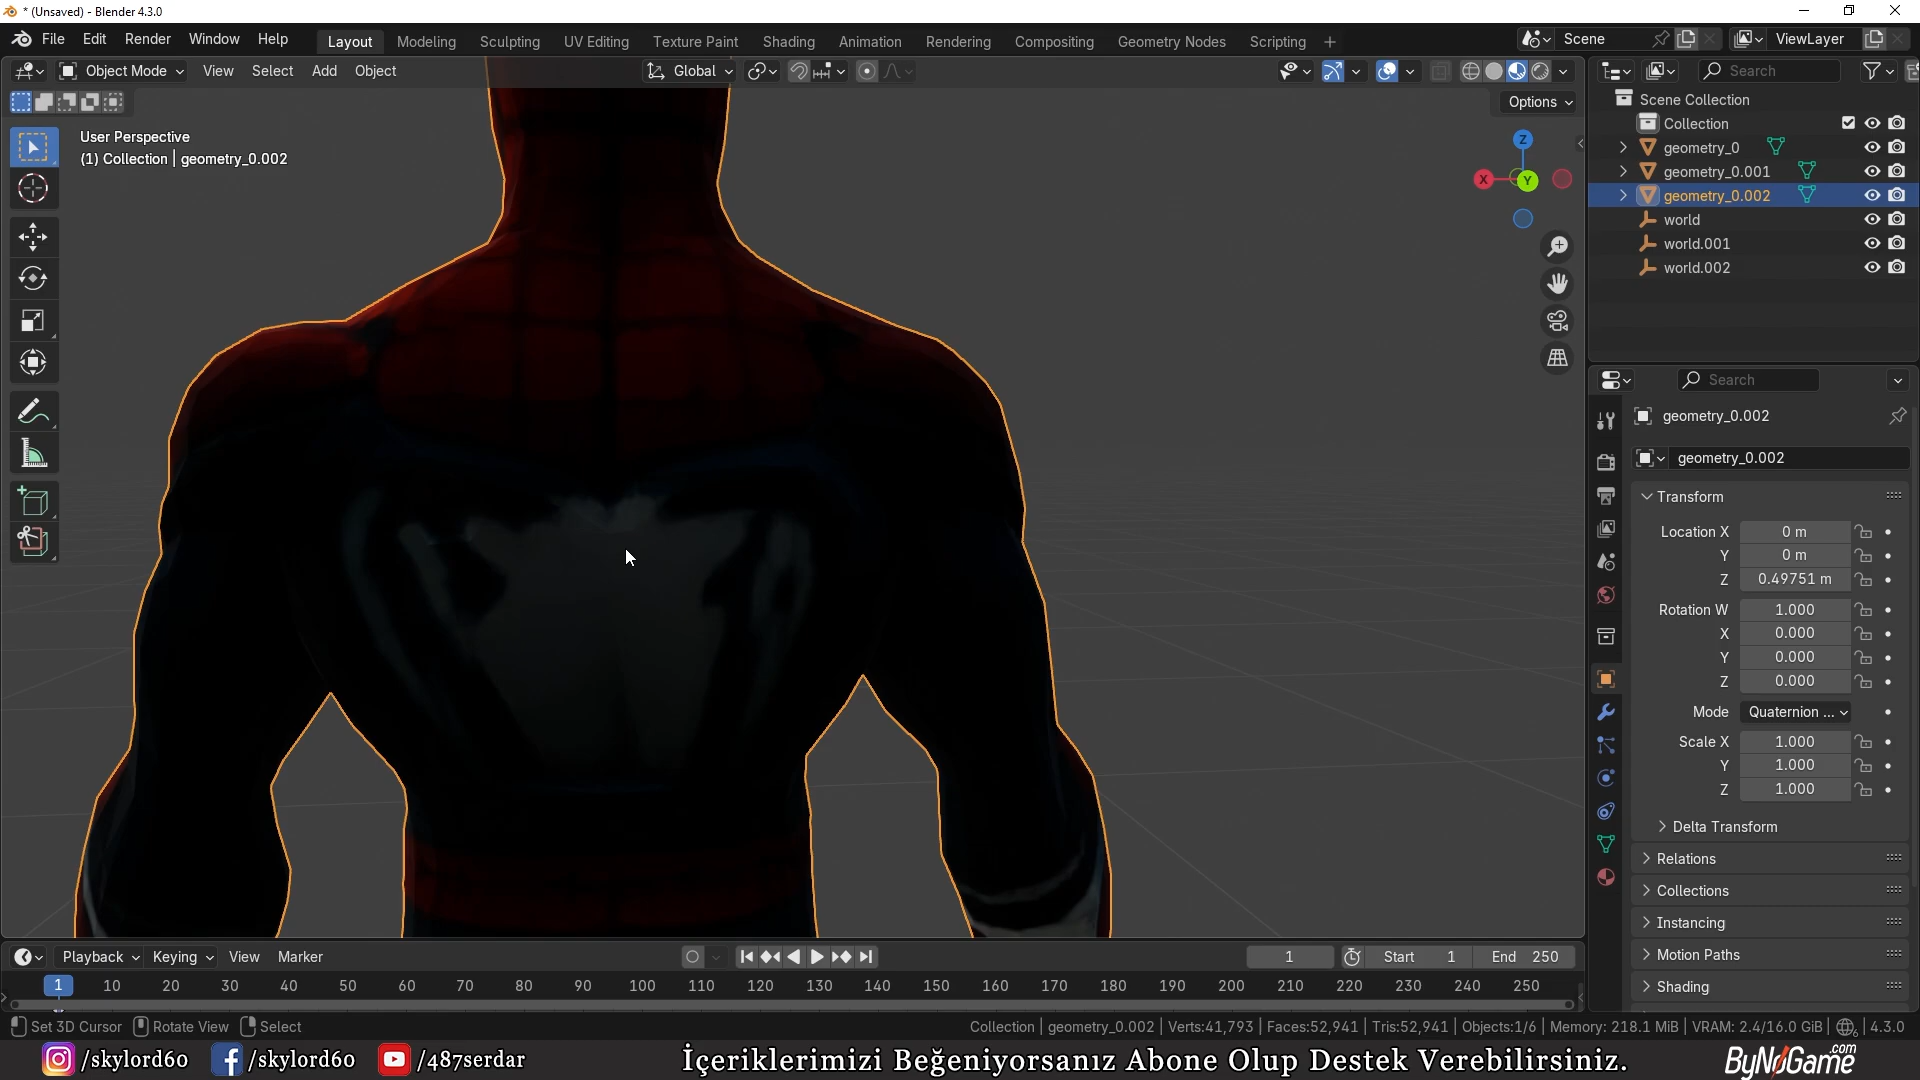 * (Unsaved) - Blender 4.3.0
File Edit Render Window Help
Layout Modeling Sculpting UV Editing Texture Paint Shading Animation Rendering Compositing Geometry Nodes Scripting +
Scene
ViewLayer
Object Mode View Select Add Object
Global
Search
Options
User Perspective
(1) Collection | geometry_0.002
Z
X
Y
Scene Collection
Collection
geometry_0
geometry_0.001
geometry_0.002
world
world.001
world.002
Search
geometry_0.002
geometry_0.002
Transform
Location X 0 m
Y 0 m
Z 0.49751 m
Rotation W 1.000
X 0.000
Y 0.000
Z 0.000
Mode Quaternion ...
Scale X 1.000
Y 1.000
Z 1.000
Delta Transform
Relations
Collections
Instancing
Motion Paths
Shading
Playback Keying View Marker
1 Start 1 End 250
1 10 20 30 40 50 60 70 80 90 100 110 120 130 140 150 160 170 180 190 200 210 220 230 240 250
Set 3D Cursor Rotate View Select
Collection | geometry_0.002 | Verts:41,793 | Faces:52,941 | Tris:52,941 | Objects:1/6 | Memory: 218.1 MiB | VRAM: 2.4/16.0 GiB | 4.3.0
/skylord60 /skylord60 /487serdar
İçeriklerimizi Beğeniyorsanız Abone Olup Destek Verebilirsiniz.
ByNoGame.com